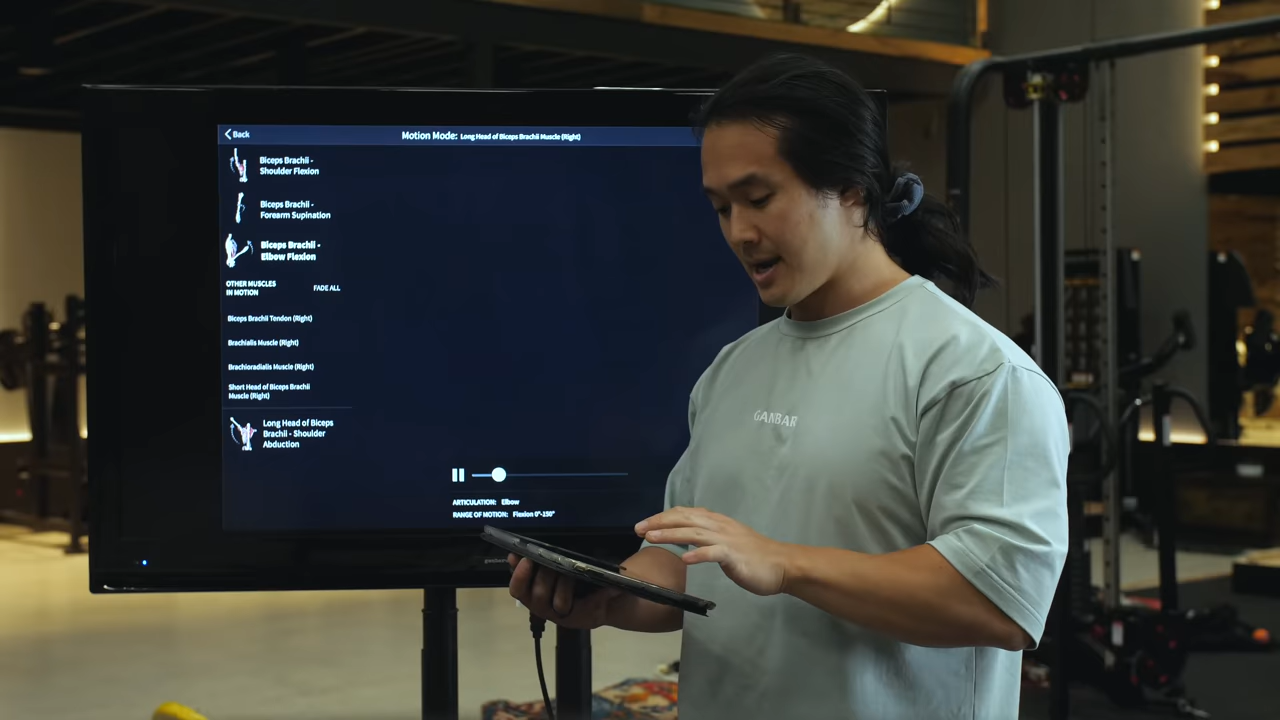 Back
Motion Mode: Long Head of Biceps Brachii Muscle (Right)
Biceps Brachii -
Shoulder Flexion
Biceps Brachii -
Forearm Supination
Biceps Brachii -
Elbow Flexion
OTHER MUSCLES
IN MOTION
FADE ALL
Biceps Brachii Tendon (Right)
Brachialis Muscle (Right)
Brachioradialis Muscle (Right)
Short Head of Biceps Brachii
Muscle (Right)
Long Head of Biceps
Brachii - Shoulder
Abduction
ARTICULATION: Elbow
RANGE OF MOTION: Flexion 0°-150°
GANBAR